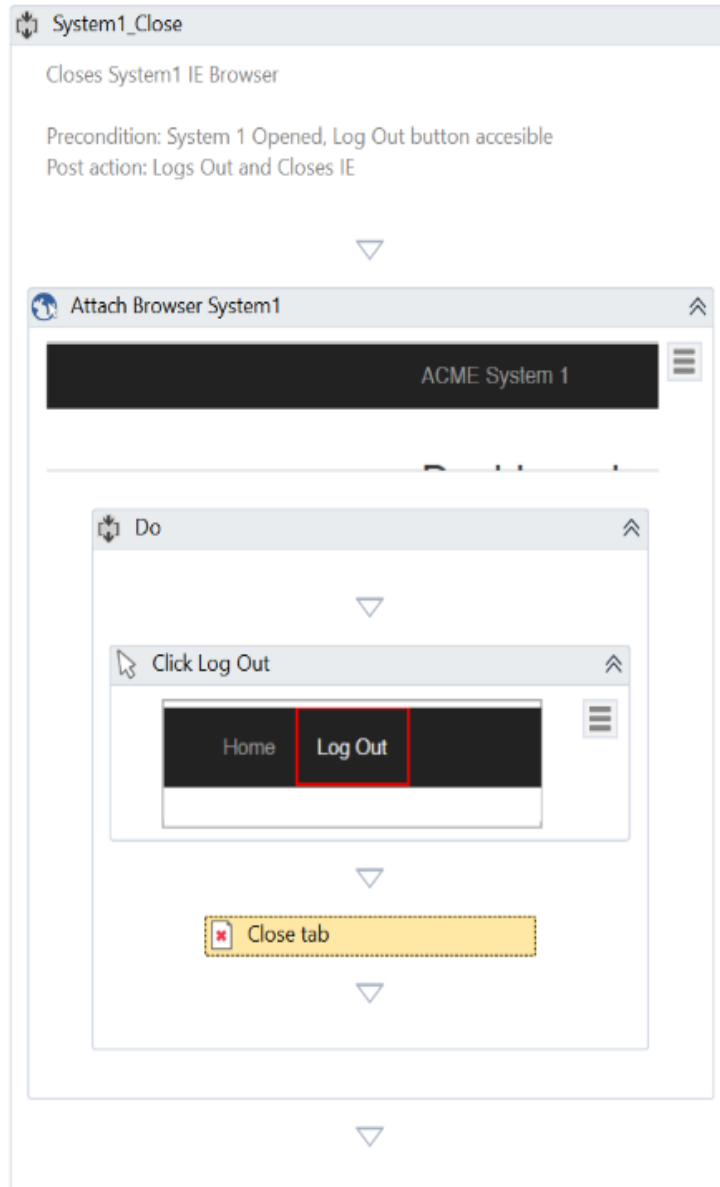 System1_Close
Closes System1 IE Browser
Precondition: System 1 Opened, Log Out button accesible
Post action: Logs Out and Closes IE
Attach Browser System1
ACME System 1
Do
Click Log Out
Home Log Out
Close tab